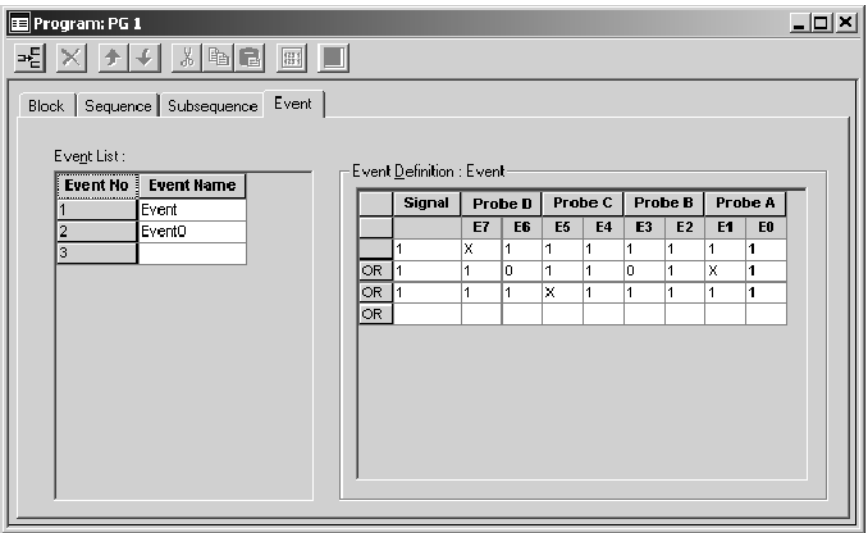 Program: PG 1
Block Sequence Subsequence Event
Event List :
Event No Event Name
1 Event
2 Event0
3
Event Definition : Event
Signal Probe D Probe C Probe B Probe A
E7 E6 E5 E4 E3 E2 E1 E0
1 X 1 1 1 1 1 1 1
OR 1 1 0 1 1 0 1 X 1
OR 1 1 1 X 1 1 1 1 1
OR